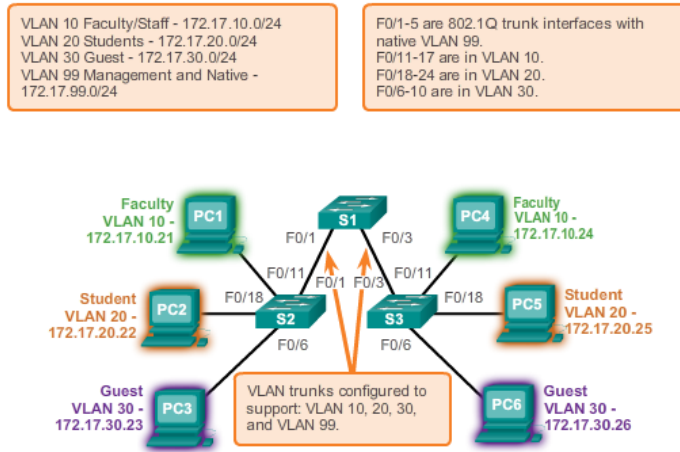 VLAN 10 Faculty/Staff - 172.17.10.0/24
VLAN 20 Students - 172.17.20.0/24
VLAN 30 Guest - 172.17.30.0/24
VLAN 99 Management and Native -
172.17.99.0/24
F0/1-5 are 802.1Q trunk interfaces with
native VLAN 99.
F0/11-17 are in VLAN 10.
F0/18-24 are in VLAN 20.
F0/6-10 are in VLAN 30.
Faculty
VLAN 10 -
172.17.10.21
PC1
S1
PC4
Faculty
VLAN 10 -
172.17.10.24
F0/1
F0/3
F0/11
F0/1
F0/3
F0/11
Student
VLAN 20 -
172.17.20.22
PC2
F0/18
S2
S3
F0/18
PC5
Student
VLAN 20 -
172.17.20.25
F0/6
F0/6
Guest
VLAN 30 -
172.17.30.23
PC3
VLAN trunks configured to
support: VLAN 10, 20, 30,
and VLAN 99.
PC6
Guest
VLAN 30 -
172.17.30.26